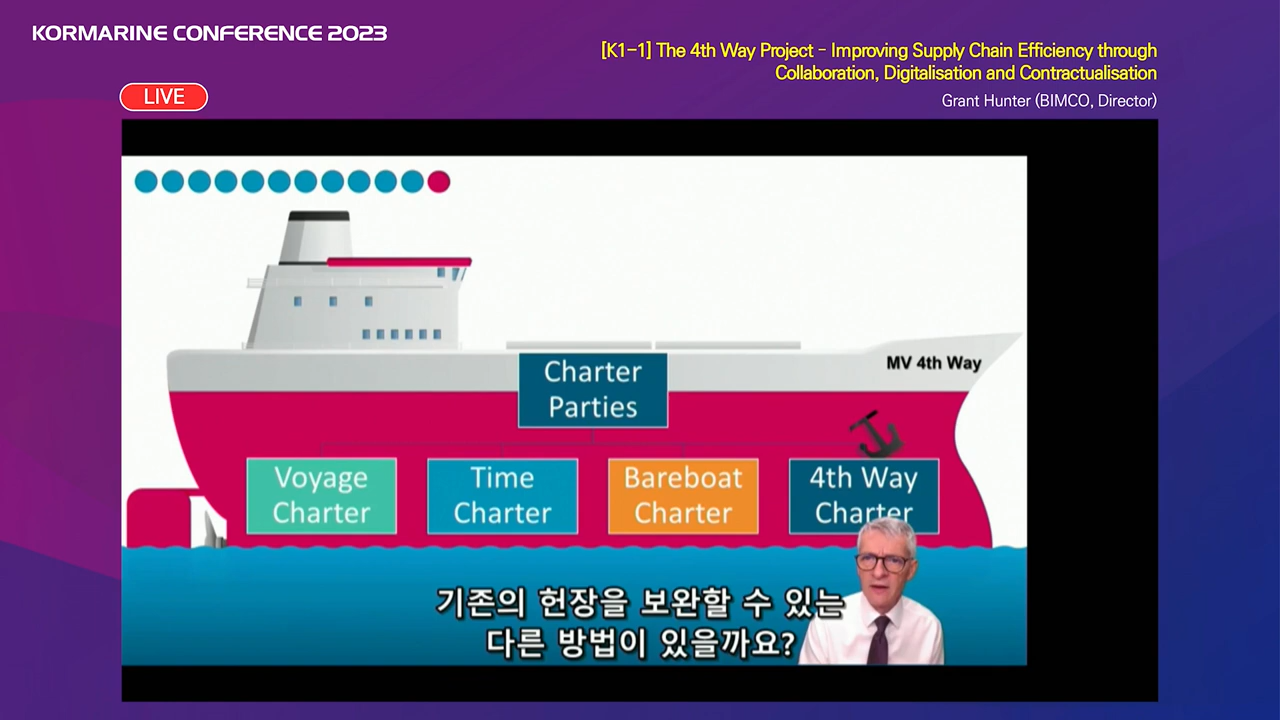 KORMARINE CONFERENCE 2023
[K1-1] The 4th Way Project - Improving Supply Chain Efficiency through
Collaboration, Digitalisation and Contractualisation
Grant Hunter (BIMCO, Director)
LIVE
MV 4th Way
Charter
Parties
Voyage
Charter
Time
Charter
Bareboat
Charter
4th Way
Charter
기존의 헌장을 보완할 수 있는
다른 방법이 있을까요?